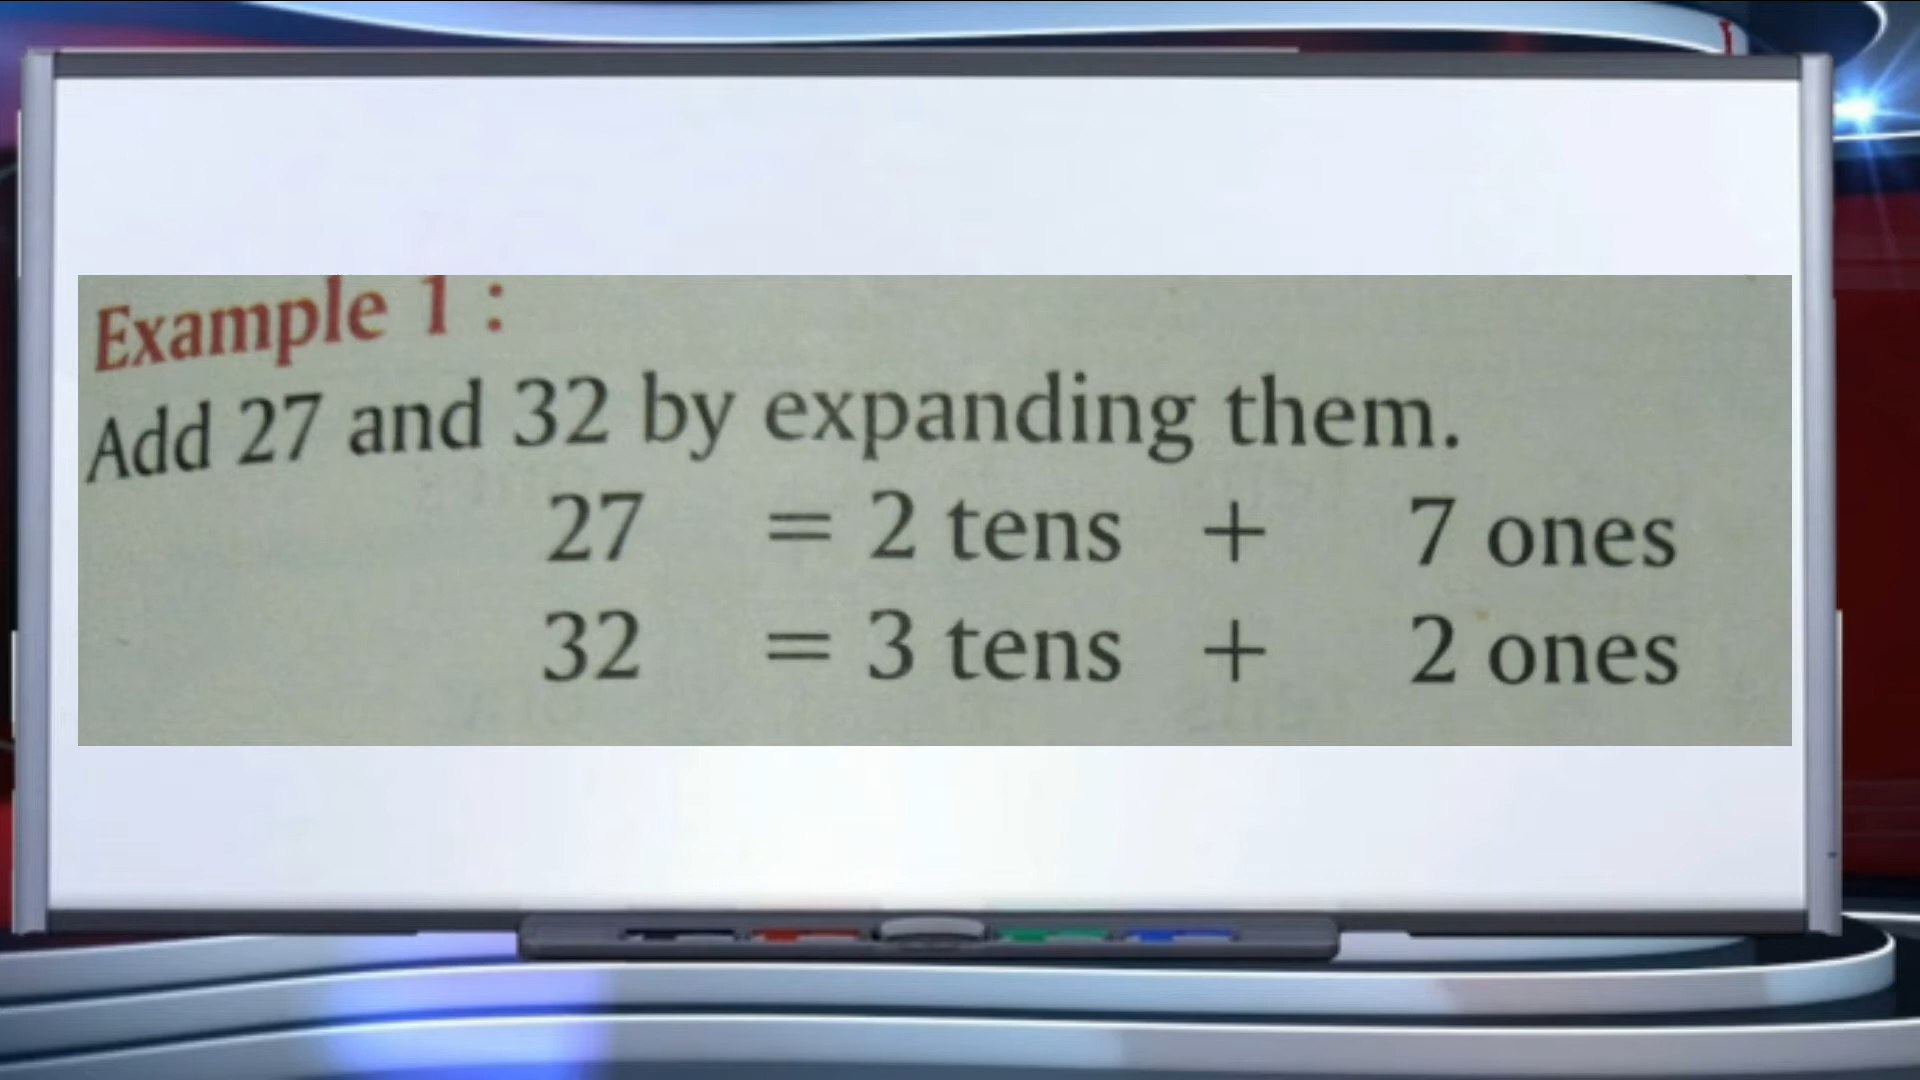 Example 1 :
Add 27 and 32 by expanding them.
27 = 2 tens + 7 ones
32 = 3 tens + 2 ones